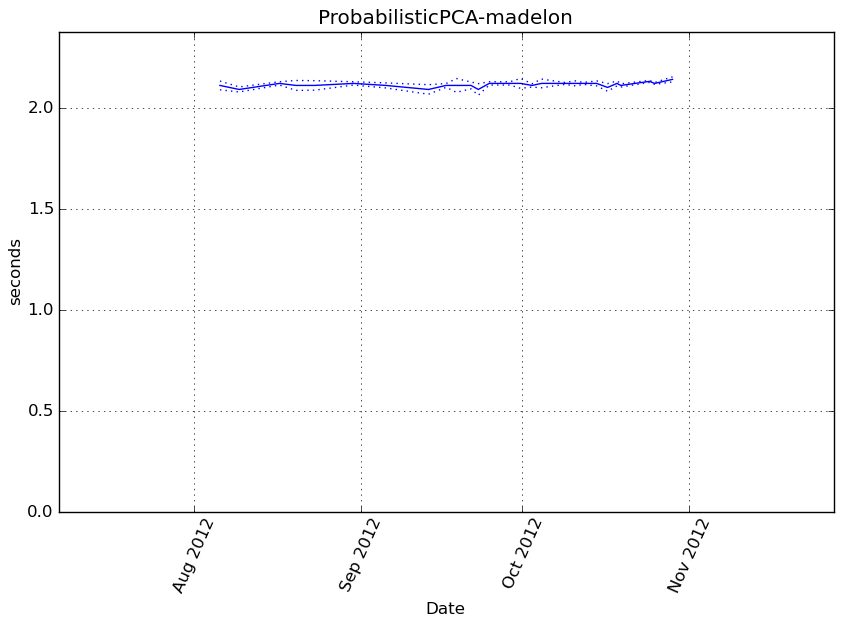 ProbabilisticPCA-madelon
2.0
1.5
1.0
0.5
0.0
seconds
Aug 2012
Sep 2012
Oct 2012
Nov 2012
Date